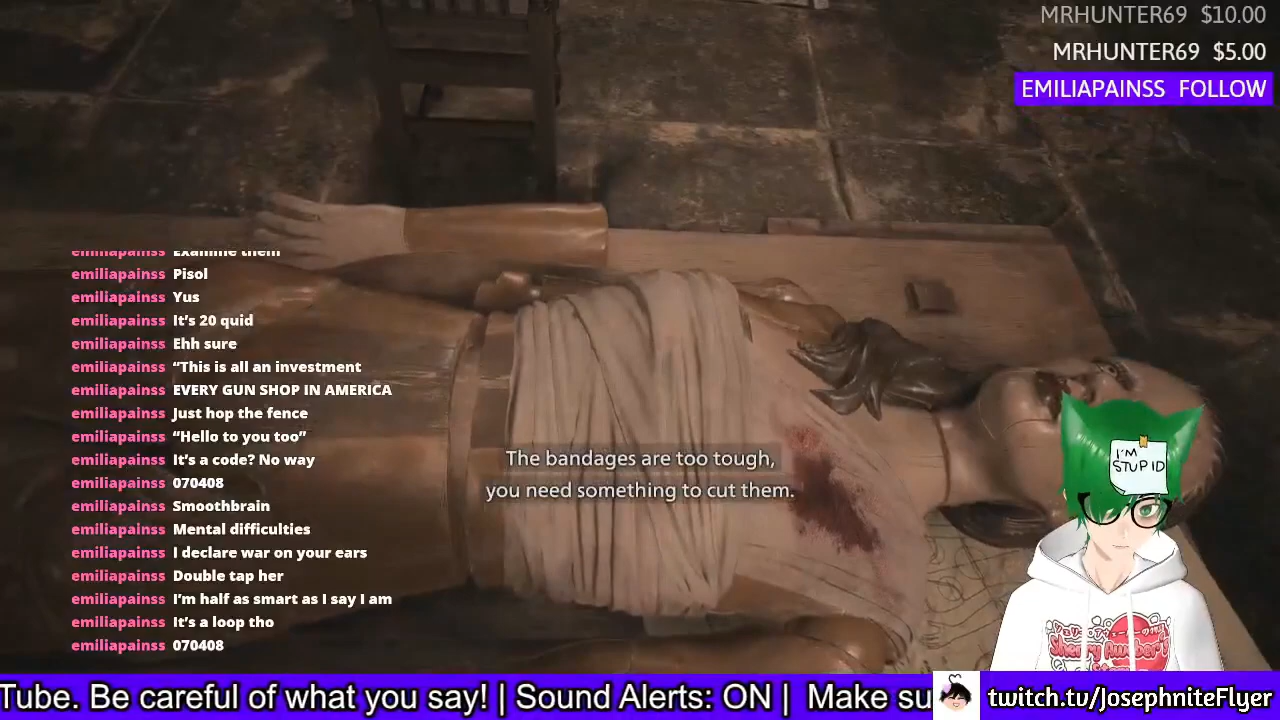 MRHUNTER69 $10.00
MRHUNTER69 $5.00
EMILIAPAINSS FOLLOW
emiliapainss Examine them
emiliapainss Pisol
emiliapainss Yus
emiliapainss It’s 20 quid
emiliapainss Ehh sure
emiliapainss “This is all an investment
emiliapainss EVERY GUN SHOP IN AMERICA
emiliapainss Just hop the fence
emiliapainss “Hello to you too”
emiliapainss It’s a code? No way
emiliapainss 070408
emiliapainss Smoothbrain
emiliapainss Mental difficulties
emiliapainss I declare war on your ears
emiliapainss Double tap her
emiliapainss I’m half as smart as I say I am
emiliapainss It’s a loop tho
emiliapainss 070408
The bandages are too tough,
you need something to cut them.
I'M
STUPID
Tube. Be careful of what you say! | Sound Alerts: ON | Make su
twitch.tv/JosephniteFlyer